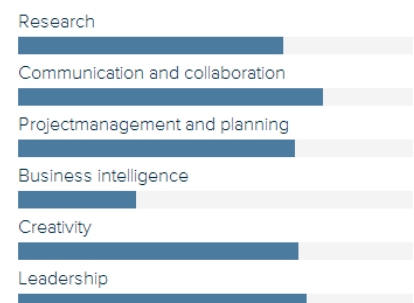 Research
Communication and collaboration
Projectmanagement and planning
Business intelligence
Creativity
Leadership